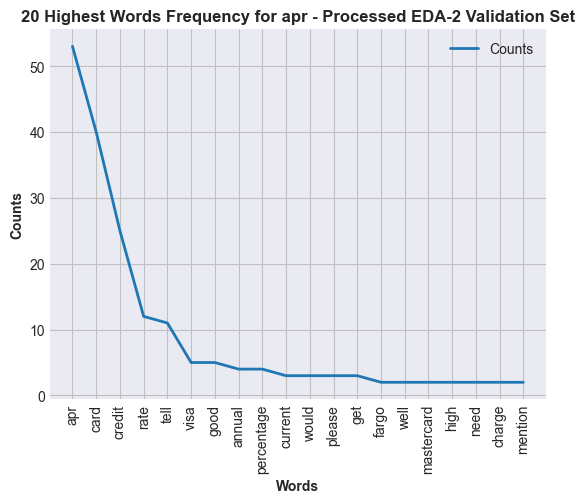 20 Highest Words Frequency for apr - Processed EDA-2 Validation Set
Counts
50
40
30
20
10
0
Counts
apr
card
credit
rate
tell
visa
good
annual
percentage
current
would
please
get
fargo
well
mastercard
high
need
charge
mention
Words